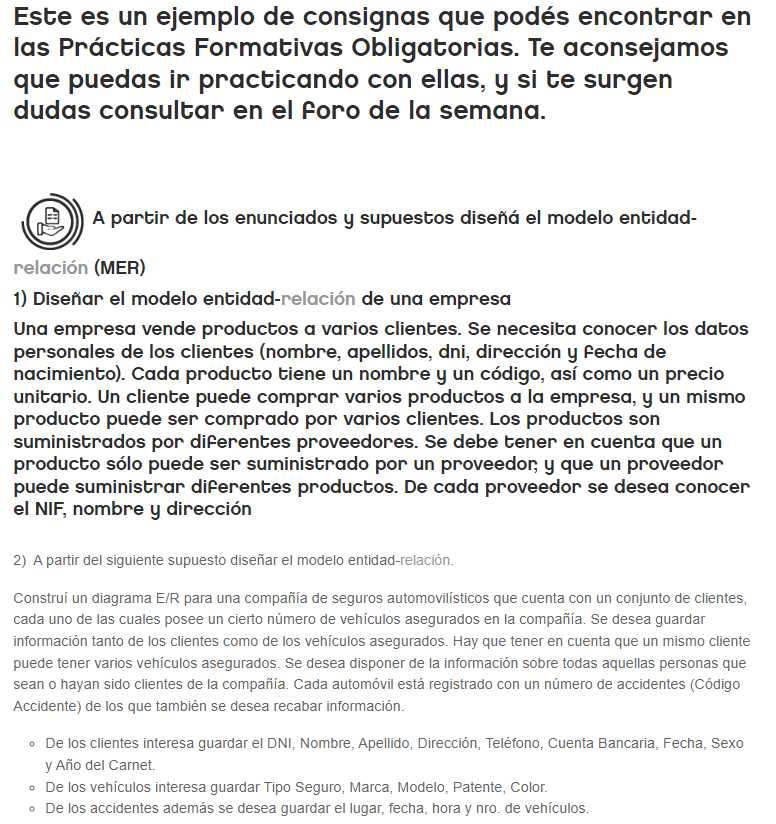 Este es un ejemplo de consignas que podés encontrar en
las Prácticas Formativas Obligatorias. Te aconsejamos
que puedas ir practicando con ellas, y si te surgen
dudas consultar en el foro de la semana.
A partir de los enunciados y supuestos diseñá el modelo entidad-
relación (MER)
1) Diseñar el modelo entidad-relación de una empresa
Una empresa vende productos a varios clientes. Se necesita conocer los datos
personales de los clientes (nombre, apellidos, dni, dirección y fecha de
nacimiento). Cada producto tiene un nombre y un código, así como un precio
unitario. Un cliente puede comprar varios productos a la empresa, y un mismo
producto puede ser comprado por varios clientes. Los productos son
suministrados por diferentes proveedores. Se debe tener en cuenta que un
producto sólo puede ser suministrado por un proveedor, y que un proveedor
puede suministrar diferentes productos. De cada proveedor se desea conocer
el NIF, nombre y dirección
2) A partir del siguiente supuesto diseñar el modelo entidad-relación.
Construí un diagrama E/R para una compañía de seguros automovilísticos que cuenta con un conjunto de clientes,
cada uno de las cuales posee un cierto número de vehículos asegurados en la compañía. Se desea guardar
información tanto de los clientes como de los vehículos asegurados. Hay que tener en cuenta que un mismo cliente
puede tener varios vehículos asegurados. Se desea disponer de la información sobre todas aquellas personas que
sean o hayan sido clientes de la compañía. Cada automóvil está registrado con un número de accidentes (Código
Accidente) de los que también se desea recabar información.
◦ De los clientes interesa guardar el DNI, Nombre, Apellido, Dirección, Teléfono, Cuenta Bancaria, Fecha, Sexo
y Año del Carnet.
◦ De los vehículos interesa guardar Tipo Seguro, Marca, Modelo, Patente, Color.
◦ De los accidentes además se desea guardar el lugar, fecha, hora y nro. de vehículos.